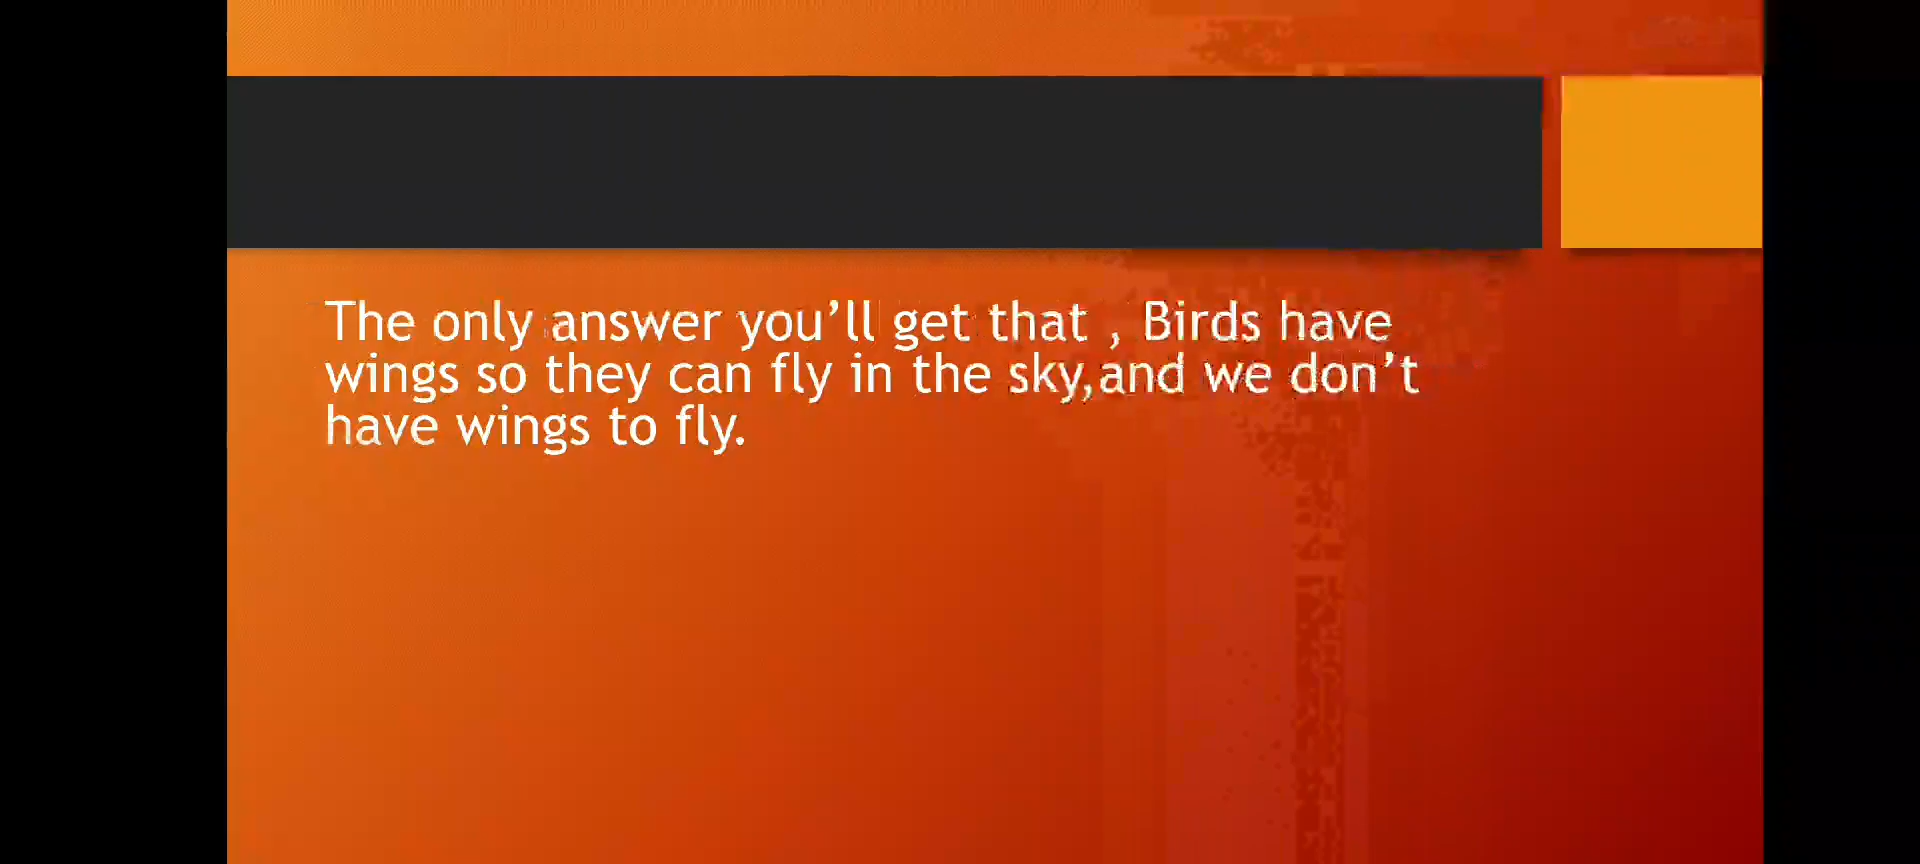 The only answer you’ll get that , Birds have
wings so they can fly in the sky,and we don’t
have wings to fly.